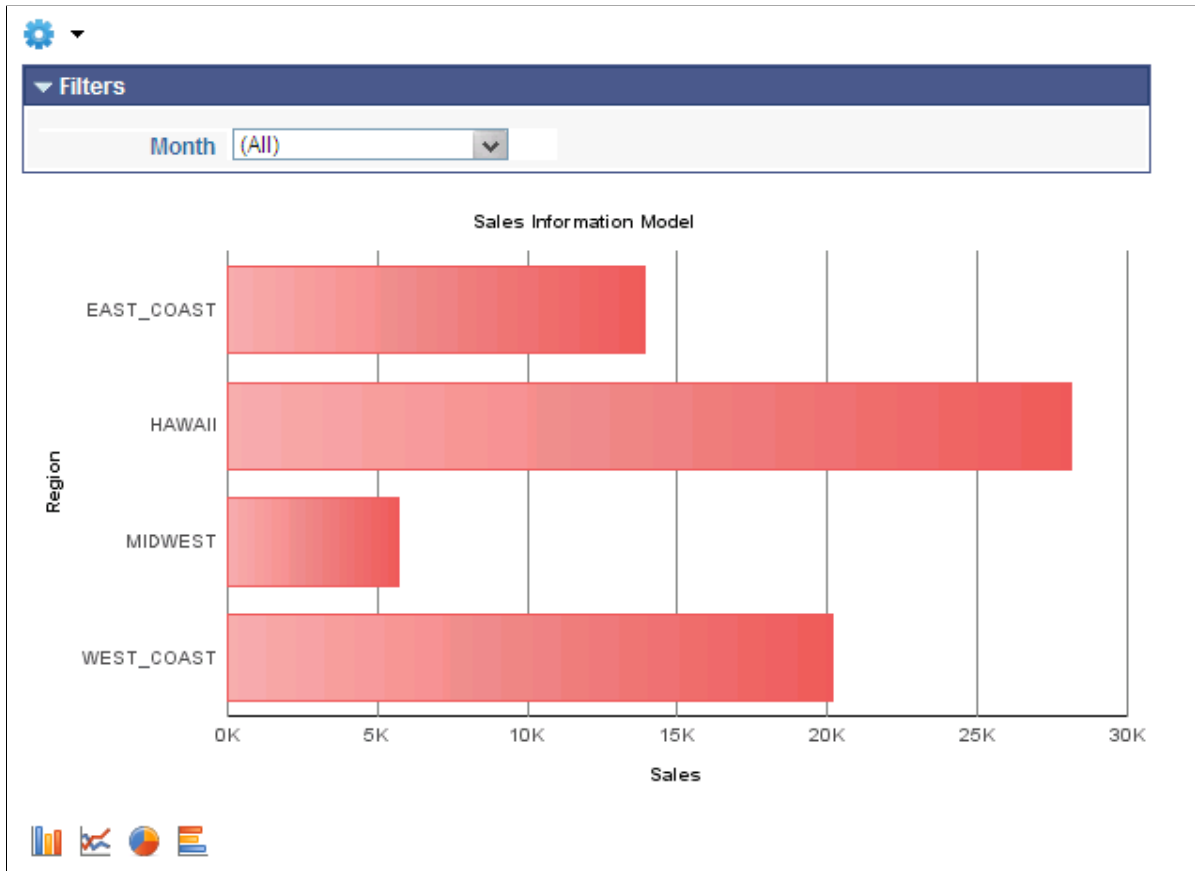 Filters
Month (All)
Sales Information Model
EAST_COAST
HAWAII
MIDWEST
WEST_COAST
Region
0K 5K 10K 15K 20K 25K 30K
Sales